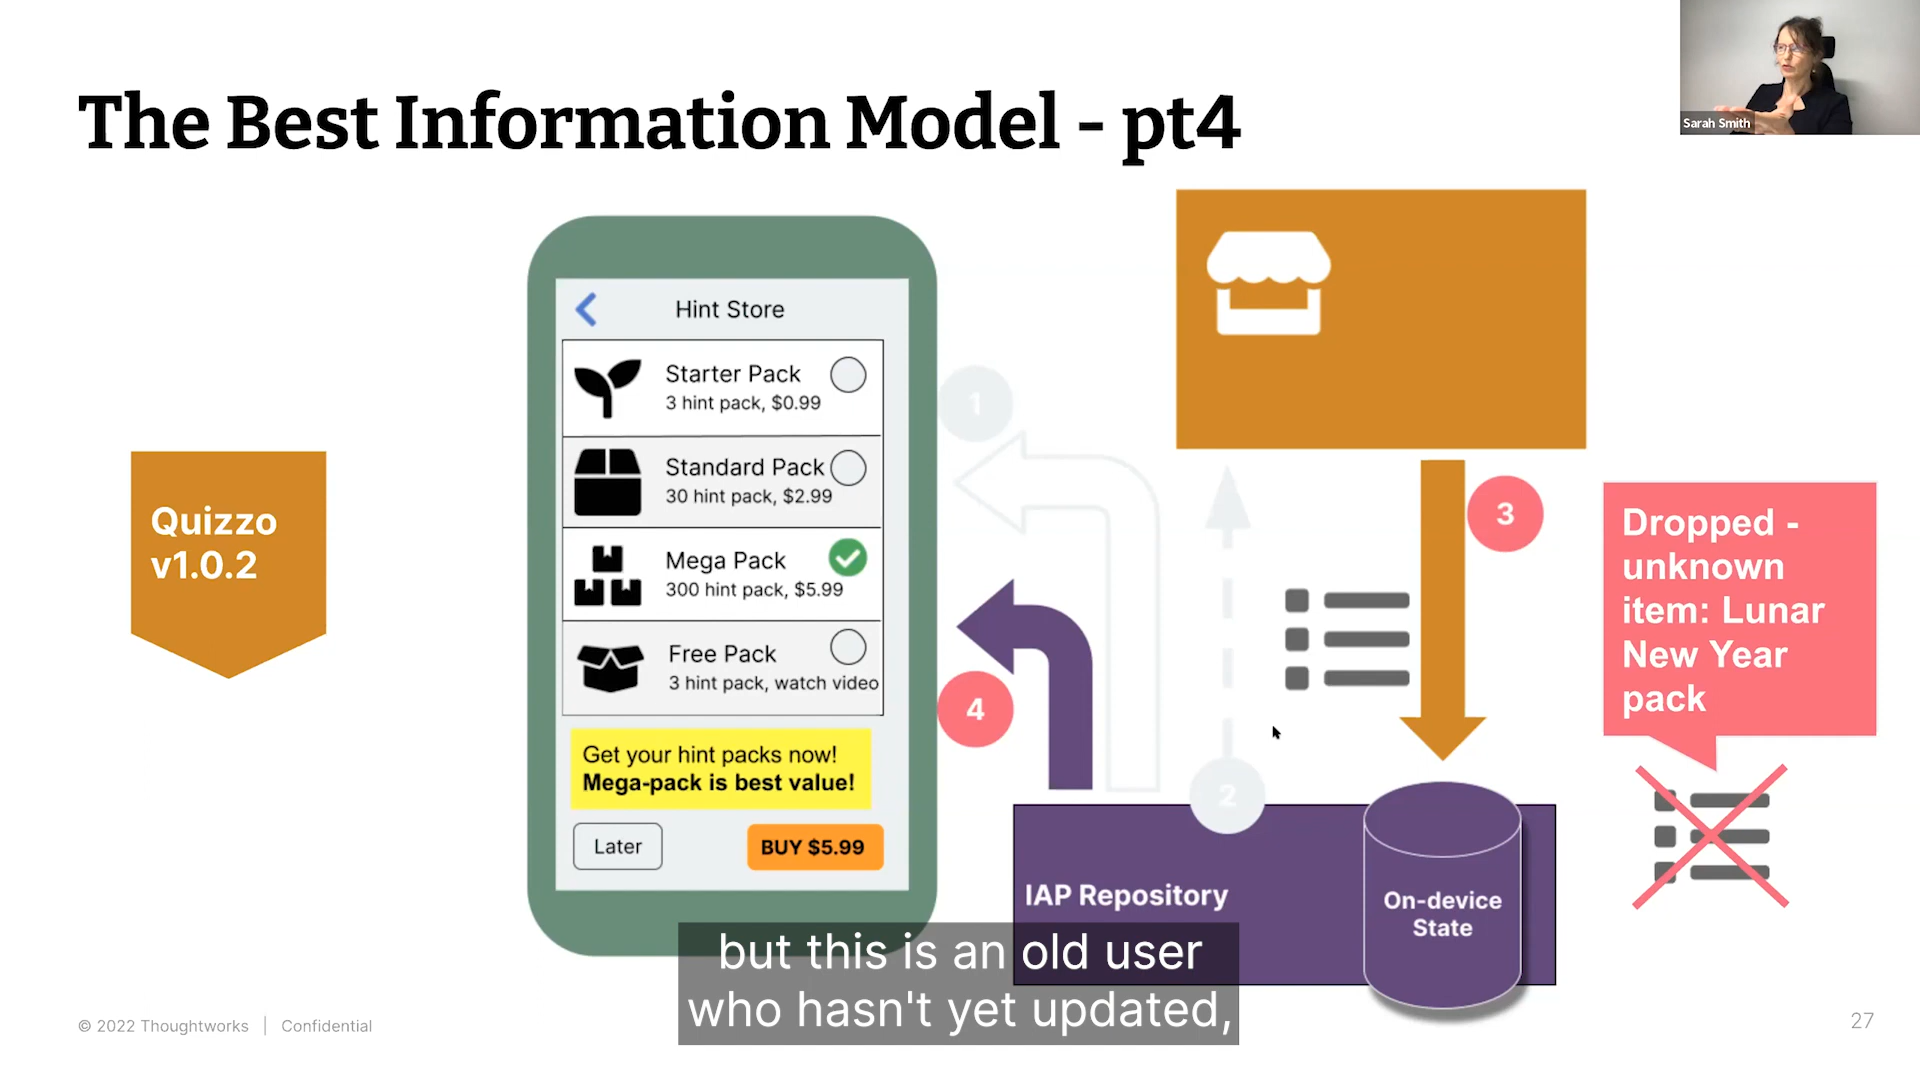 The Best Information Model - pt4
Sarah Smith
Quizzo
v1.0.2
Hint Store
Starter Pack
3 hint pack, $0.99
Standard Pack
30 hint pack, $2.99
Mega Pack
300 hint pack, $5.99
Free Pack
3 hint pack, watch video
Get your hint packs now!
Mega-pack is best value!
Later
BUY $5.99
1
2
3
4
IAP Repository
On-device
State
Dropped -
unknown
item: Lunar
New Year
pack
but this is an old user
who hasn't yet updated,
© 2022 Thoughtworks | Confidential
27